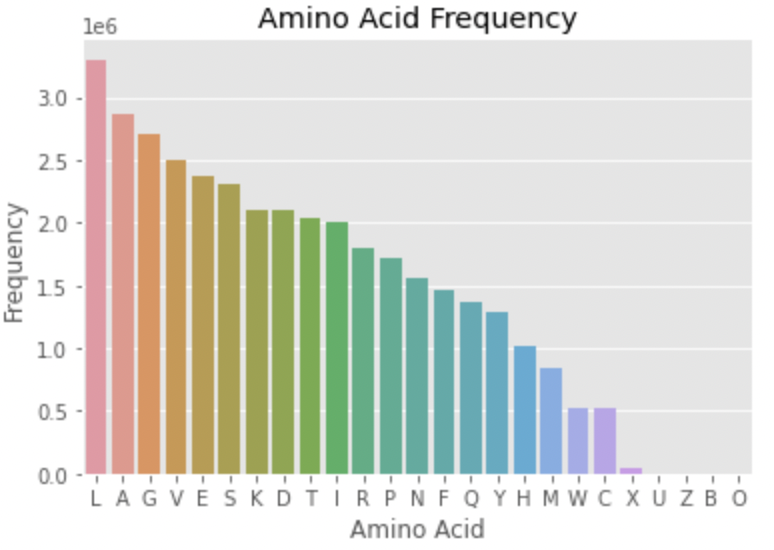 Amino Acid Frequency
1e6
3.0
2.5
2.0
1.5
1.0
0.5
0.0
Frequency
L A G V E S K D T I R P N F Q Y H M W C X U Z B O
Amino Acid